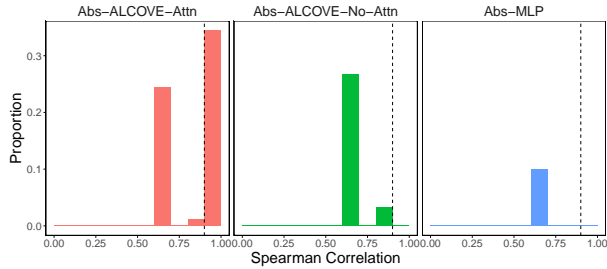 Abs−ALCOVE−Attn
Abs−ALCOVE−No−Attn
Abs−MLP
Proportion
0.3
0.2
0.1
0.0
0.00 0.25 0.50 0.75 1.00
0.00 0.25 0.50 0.75 1.00
0.00 0.25 0.50 0.75 1.00
Spearman Correlation